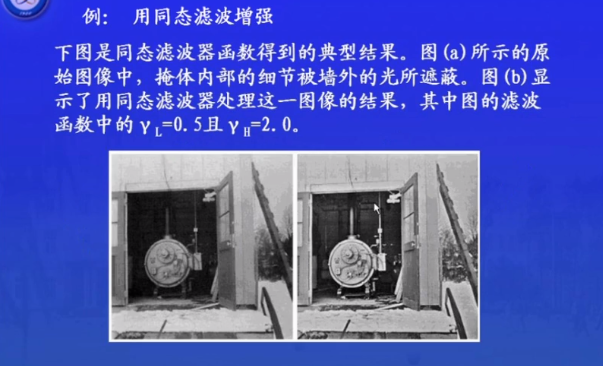 例： 用同态滤波增强
下图是同态滤波器函数得到的典型结果。图(a)所示的原
始图像中，掩体内部的细节被墙外的光所遮蔽。图(b)显
示了用同态滤波器处理这一图像的结果，其中图的滤波
函数中的γL=0.5且γH=2.0。